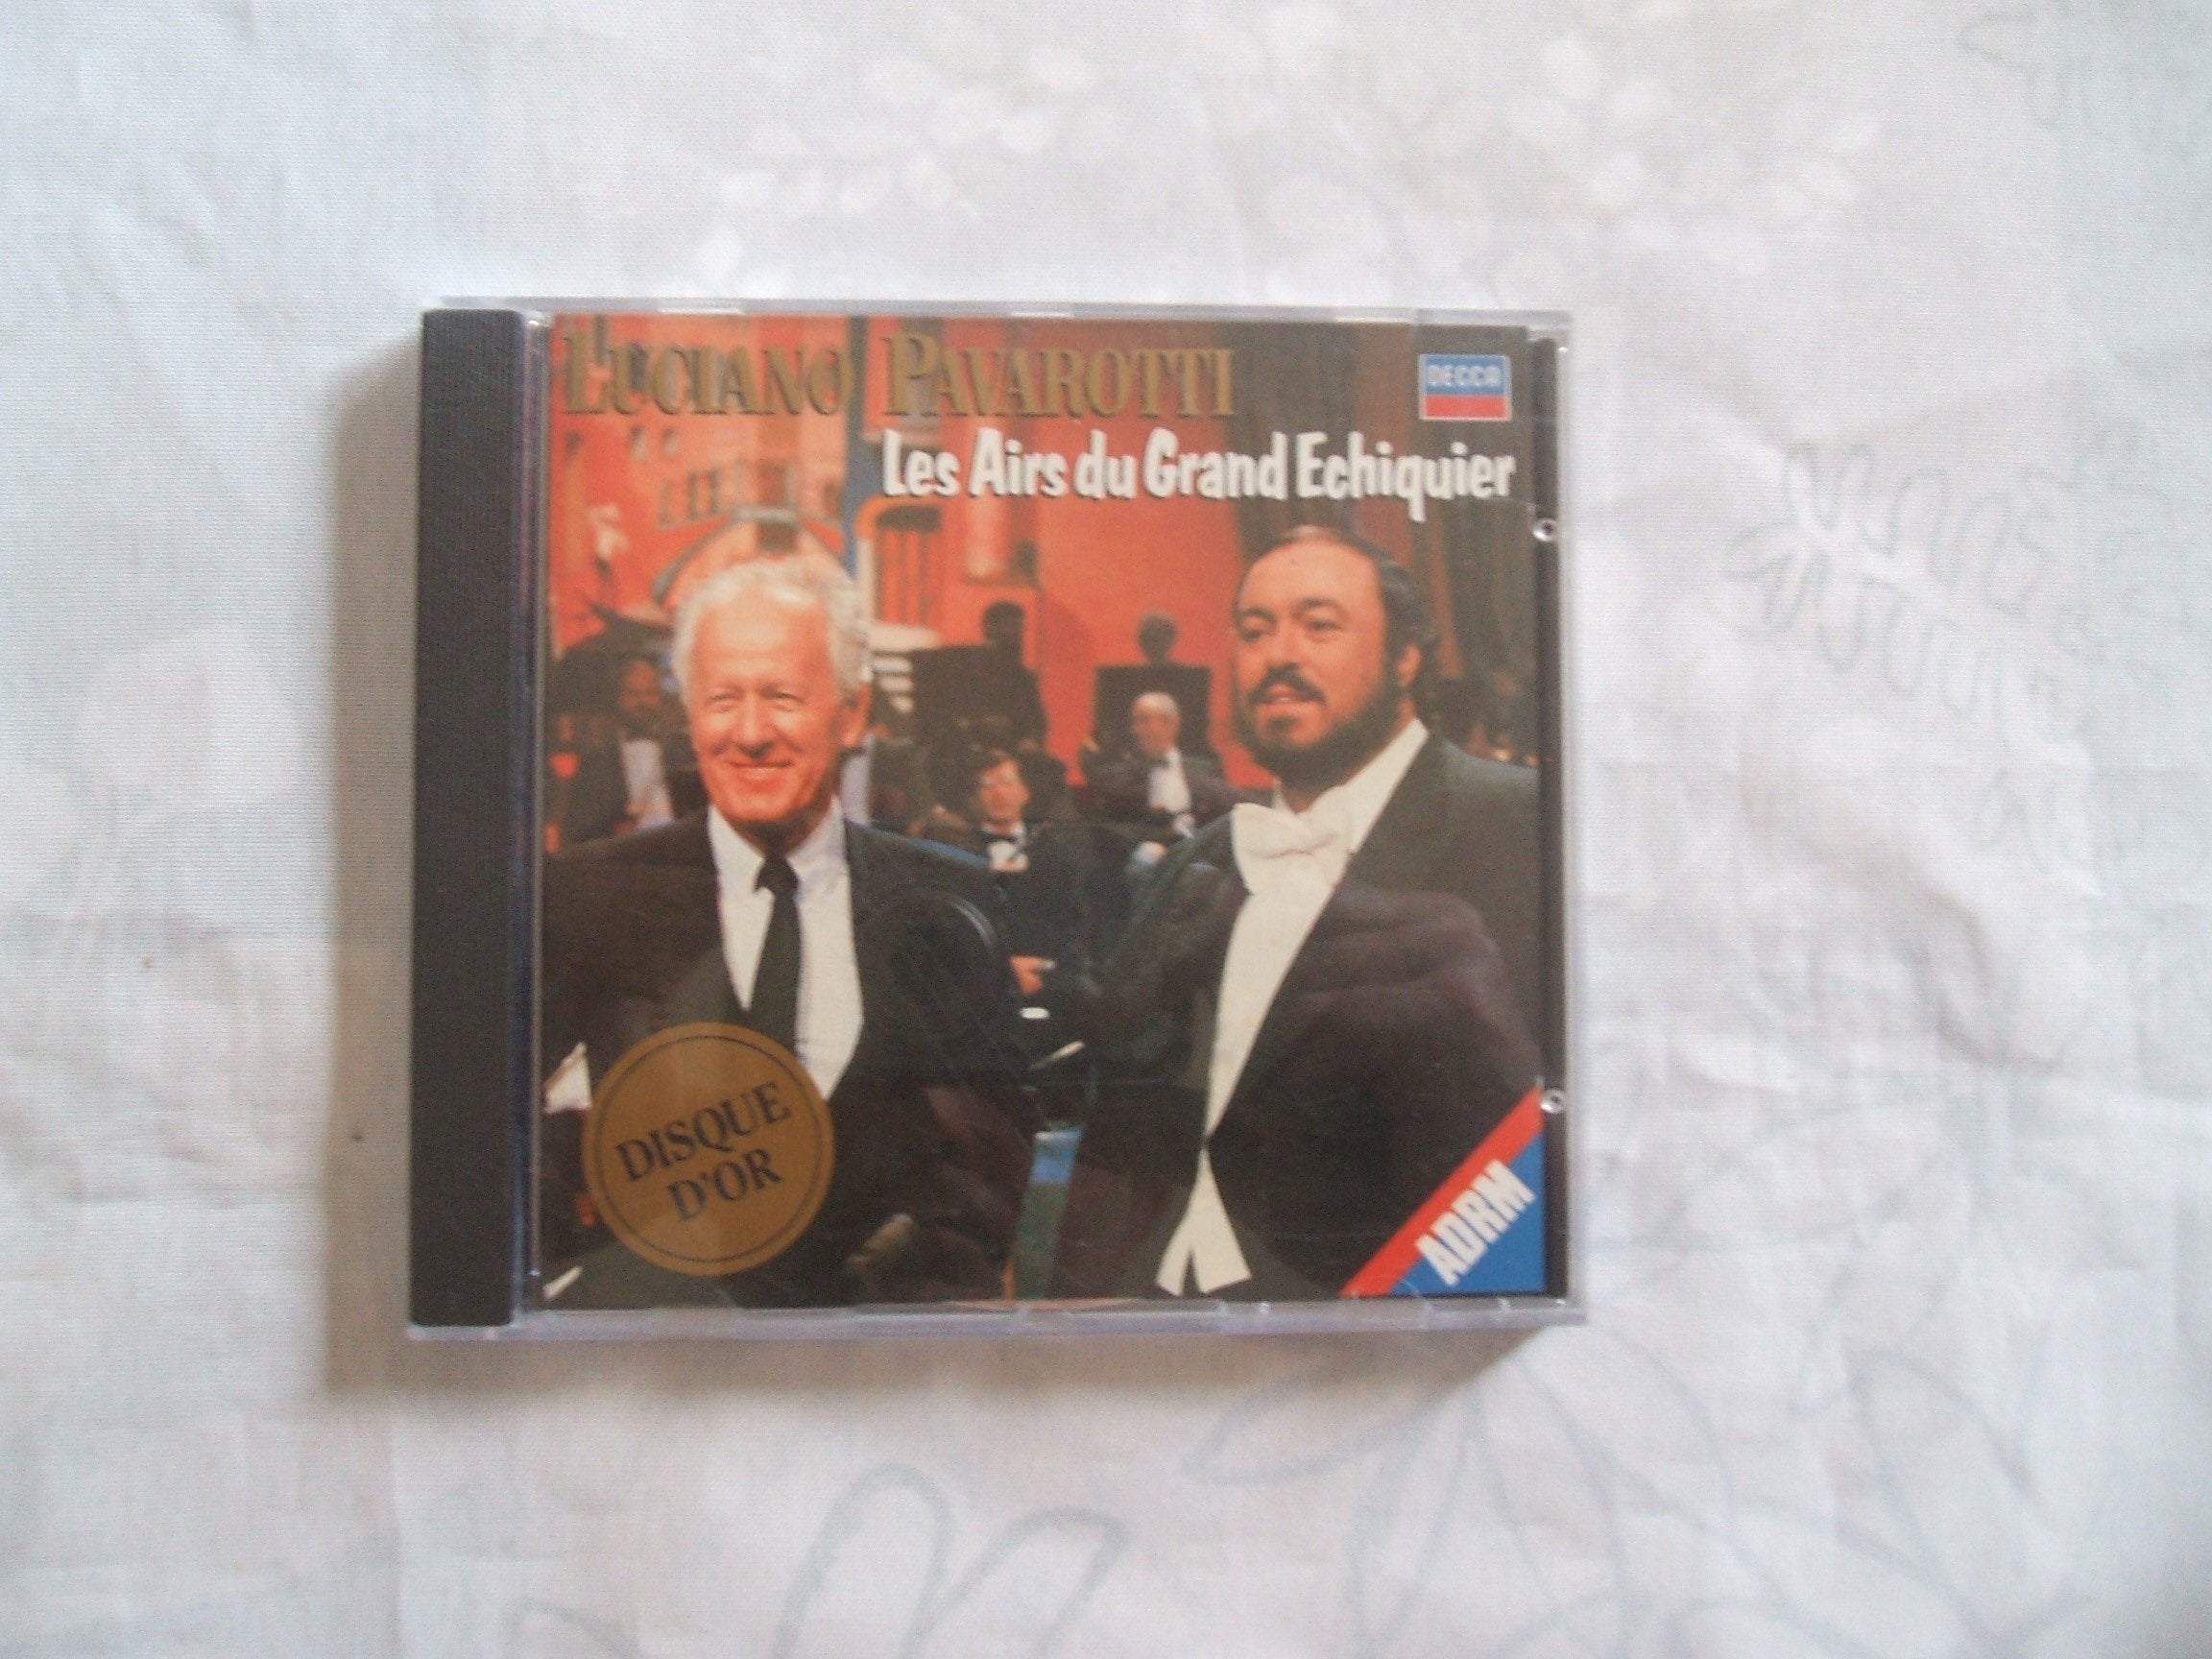 LUCIANO PAVAROTTI
DECCA
Les Airs du Grand Echiquier
DISQUE
D'OR
ADRM